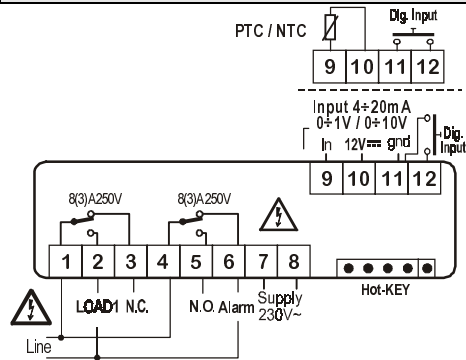 PTC / NTC
Dig. Input
9 10 11 12
Input 4÷20mA
0÷1V / 0÷10V
In 12V gnd
Dig.
Input
9 10 11 12
8(3)A250V 8(3)A250V
1 2 3 4 5 6 7 8
LOAD1 N.C. N.O. Alarm Supply
230V~
Hot-KEY
Line